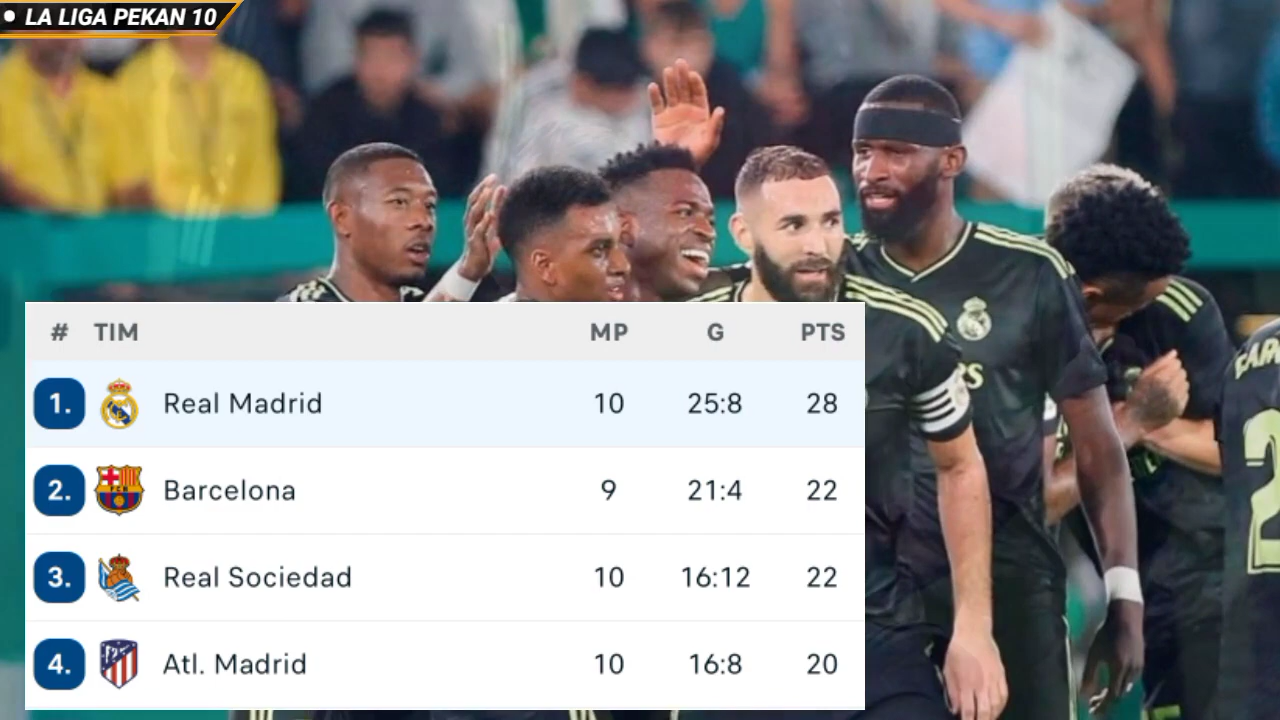 LA LIGA PEKAN 10
# TIM MP G PTS
1. Real Madrid 10 25:8 28
2. Barcelona 9 21:4 22
3. Real Sociedad 10 16:12 22
4. Atl. Madrid 10 16:8 20